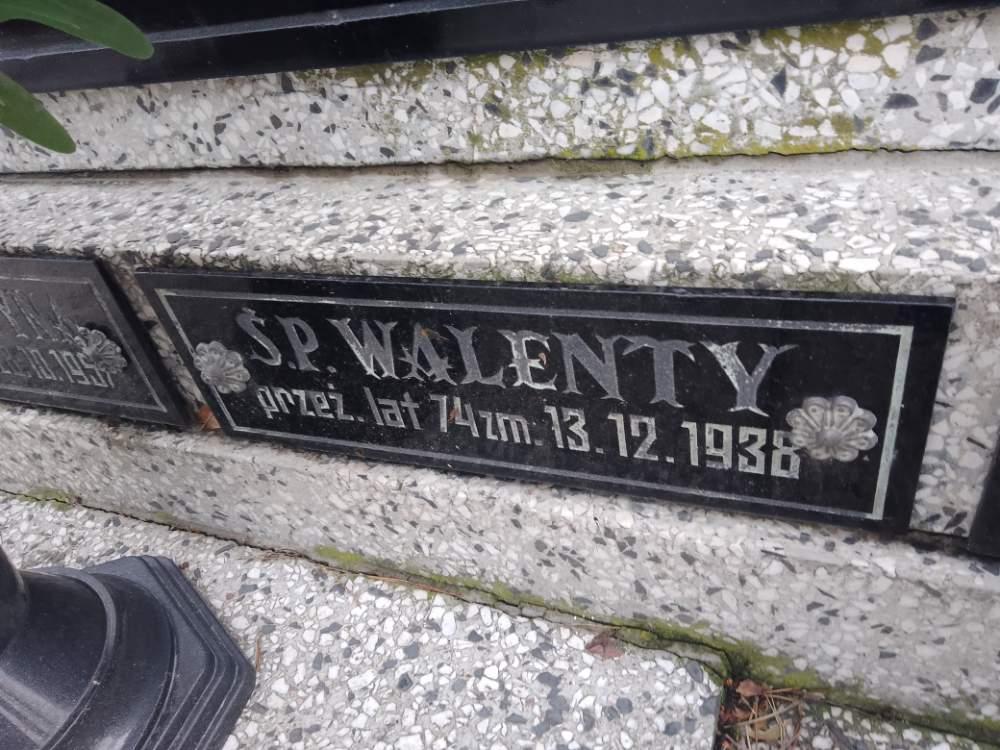 Ś.P. WALENTY
przeż. lat 74 zm. 13.12.1938